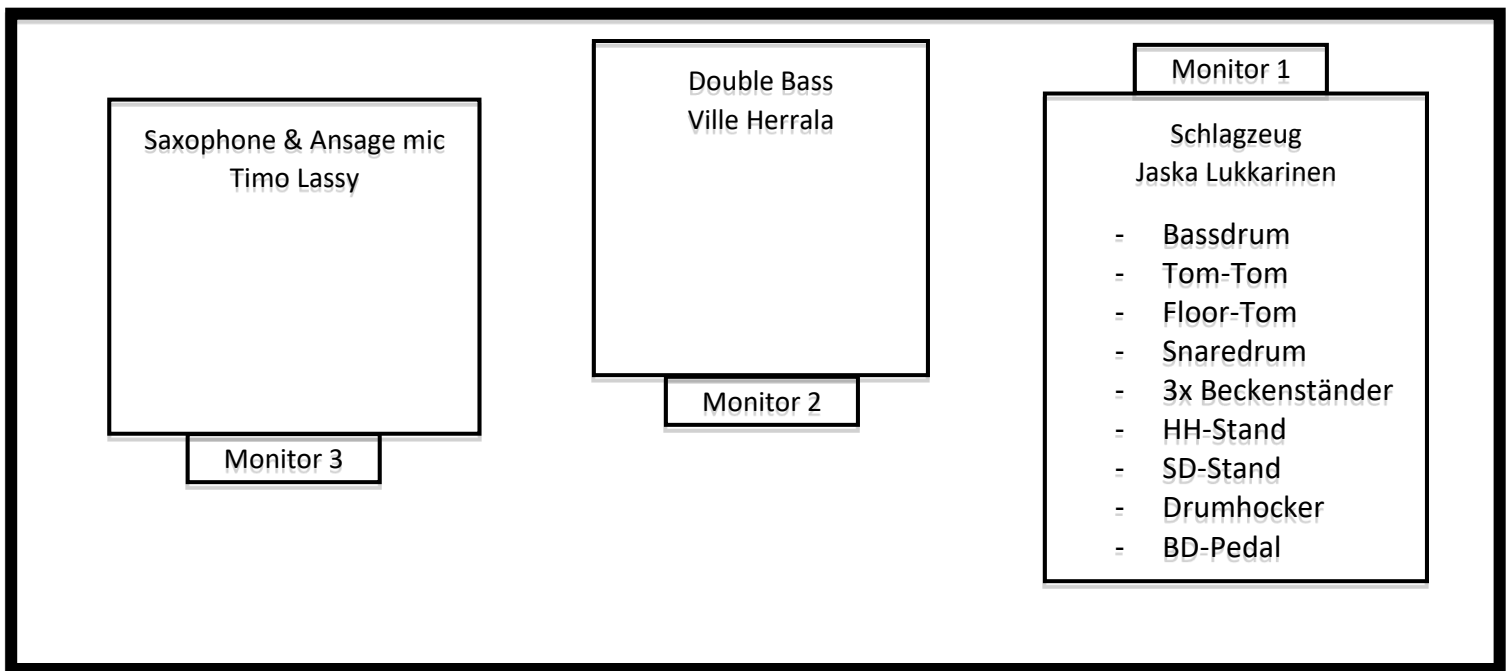 Saxophone & Ansage mic
Timo Lassy
Monitor 3
Double Bass
Ville Herrala
Monitor 2
Monitor 1
Schlagzeug
Jaska Lukkarinen
- Bassdrum
- Tom-Tom
- Floor-Tom
- Snaredrum
- 3x Beckenständer
- HH-Stand
- SD-Stand
- Drumhocker
- BD-Pedal